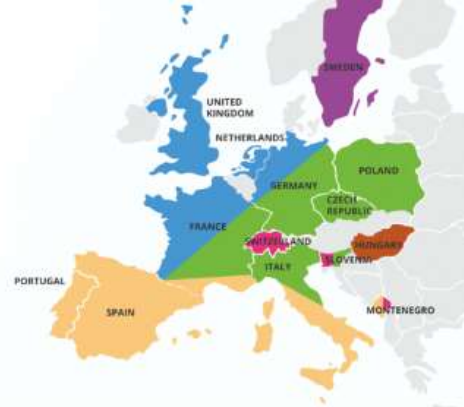 SWEDEN
UNITED
KINGDOM
NETHERLANDS
POLAND
GERMANY
CZECH
REPUBLIC
FRANCE
SWITZERLAND
HUNGARY
SLOVENIA
ITALY
PORTUGAL
SPAIN
MONTENEGRO